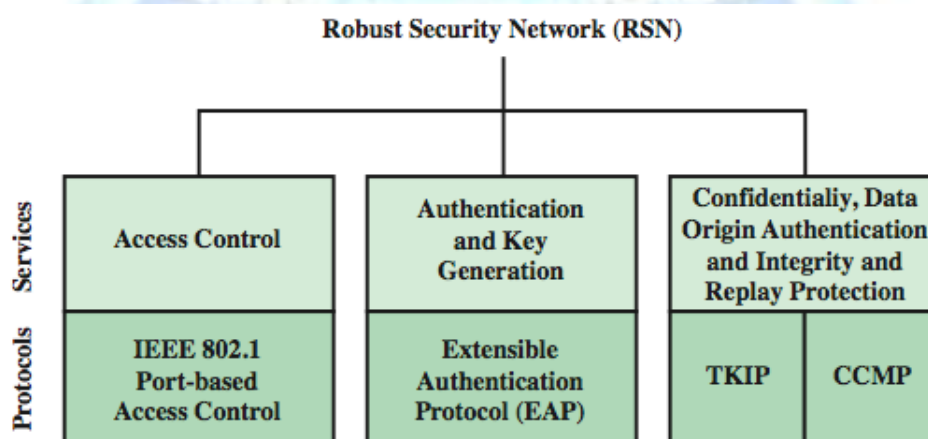 Robust Security Network (RSN)
Services
Access Control
Authentication
and Key
Generation
Confidentialiy, Data
Origin Authentication
and Integrity and
Replay Protection
Protocols
IEEE 802.1
Port-based
Access Control
Extensible
Authentication
Protocol (EAP)
TKIP
CCMP